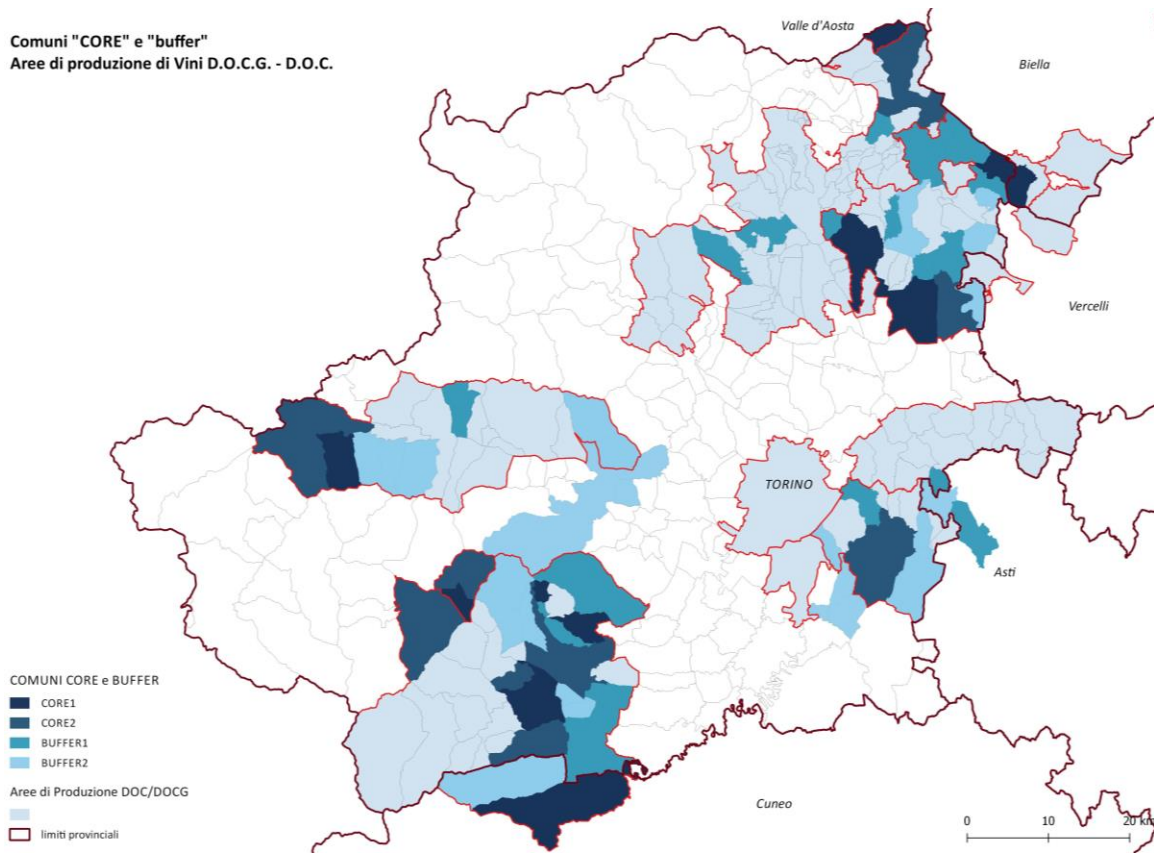 Comuni "CORE" e "buffer"
Aree di produzione di Vini D.O.C.G. - D.O.C.
Valle d'Aosta
Biella
Vercelli
TORINO
Asti
Cuneo
COMUNI CORE e BUFFER
CORE1
CORE2
BUFFER1
BUFFER2
Aree di Produzione DOC/DOCG
limiti provinciali
0 10 20 km